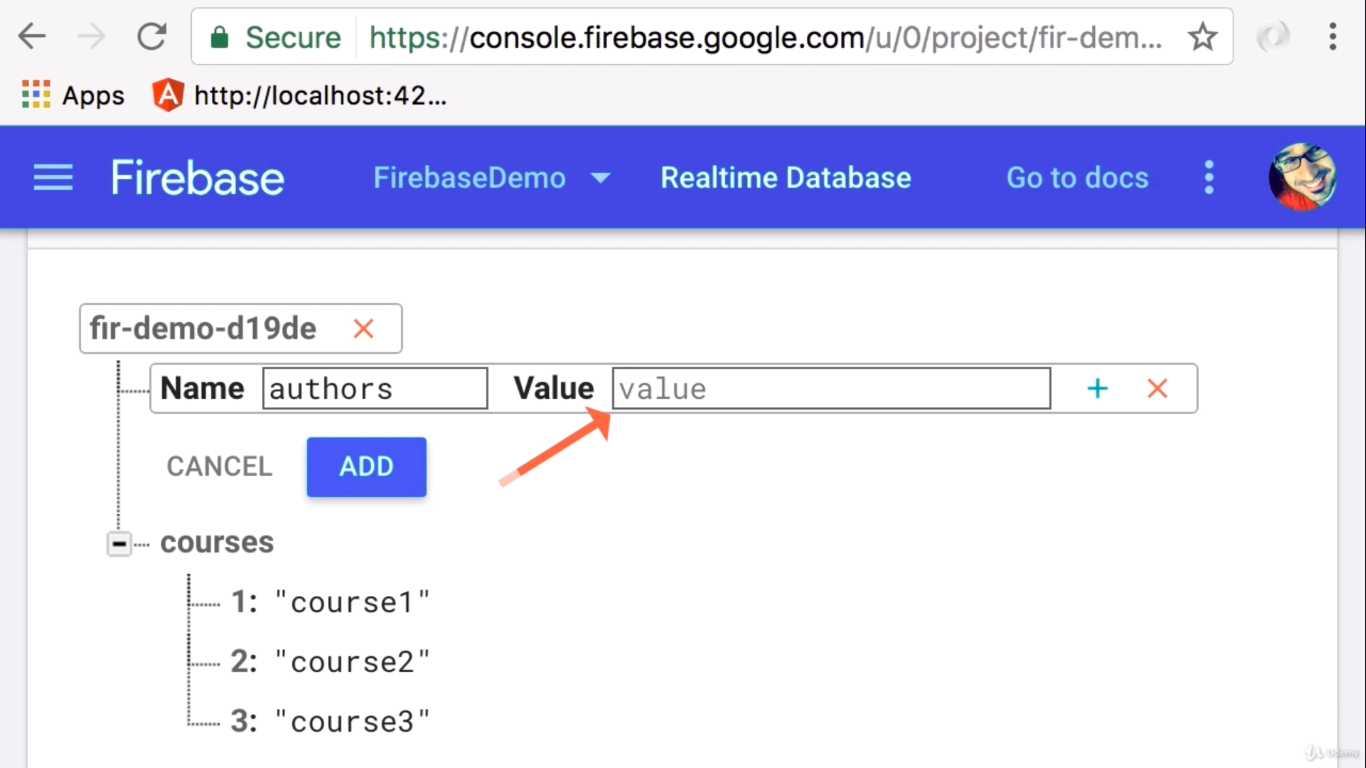 Secure https://console.firebase.google.com/u/0/project/fir-dem...
Apps http://localhost:42...
Firebase FirebaseDemo Realtime Database Go to docs
fir-demo-d19de
Name authors Value value
CANCEL ADD
courses
1: "course1"
2: "course2"
3: "course3"
Udemy